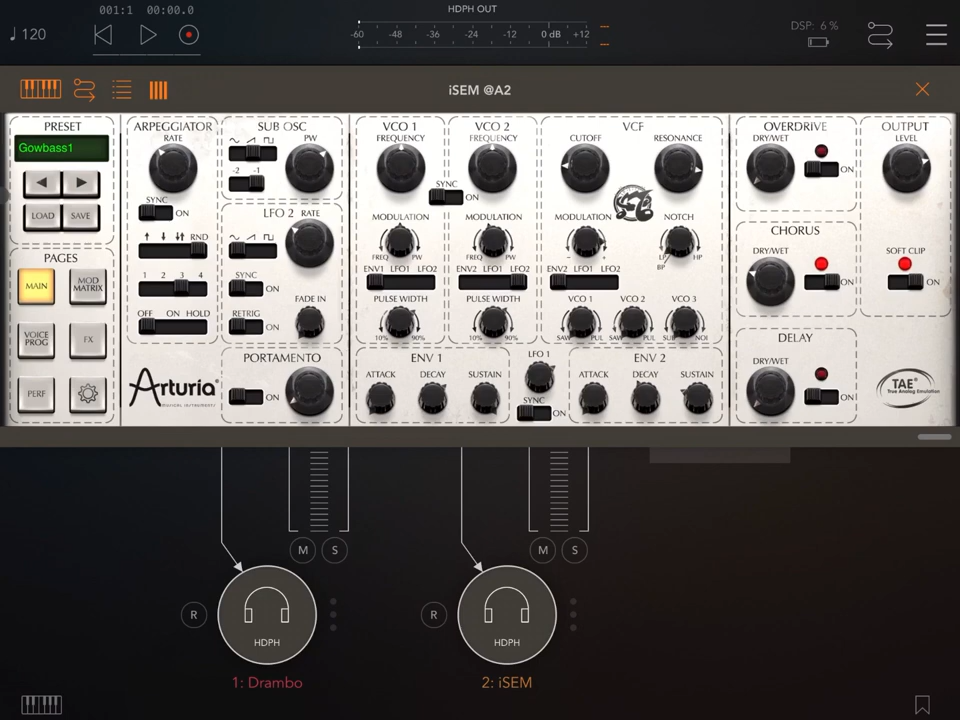 HDPH OUT
001:1 00:00.0
120
-60 -48 -36 -24 -12 0 dB +12
DSP: 6 %
iSEM @A2
PRESET
Gowbass1
LOAD SAVE
PAGES
MAIN MOD MATRIX
VOICE PROG FX
PERF
ARPEGGIATOR
RATE
SYNC
ON
RND
1 2 3 4
OFF ON HOLD
Arturia
MUSICAL INSTRUMENTS
SUB OSC
PW
-2 -1
LFO 2 RATE
SYNC
ON
RETRIG
ON
FADE IN
PORTAMENTO
ON
VCO 1
FREQUENCY
SYNC
ON
MODULATION
FREQ PW
ENV1 LFO1 LFO2
PULSE WIDTH
10% 90%
VCO 2
FREQUENCY
MODULATION
FREQ PW
ENV2 LFO1 LFO2
PULSE WIDTH
10% 90%
VCF
CUTOFF RESONANCE
MODULATION NOTCH
- +
LP HP
BP
ENV2 LFO1 LFO2
VCO 1 VCO 2 VCO 3
SAW PUL SAW PUL SUB NOI
ENV 1
ATTACK DECAY SUSTAIN
LFO 1
SYNC
ON
ENV 2
ATTACK DECAY SUSTAIN
OVERDRIVE
DRY/WET
ON
CHORUS
DRY/WET
ON
DELAY
DRY/WET
ON
OUTPUT
LEVEL
SOFT CLIP
ON
TAE®
True Analog Emulation
M S M S
R HDPH R HDPH
1: Drambo 2: iSEM